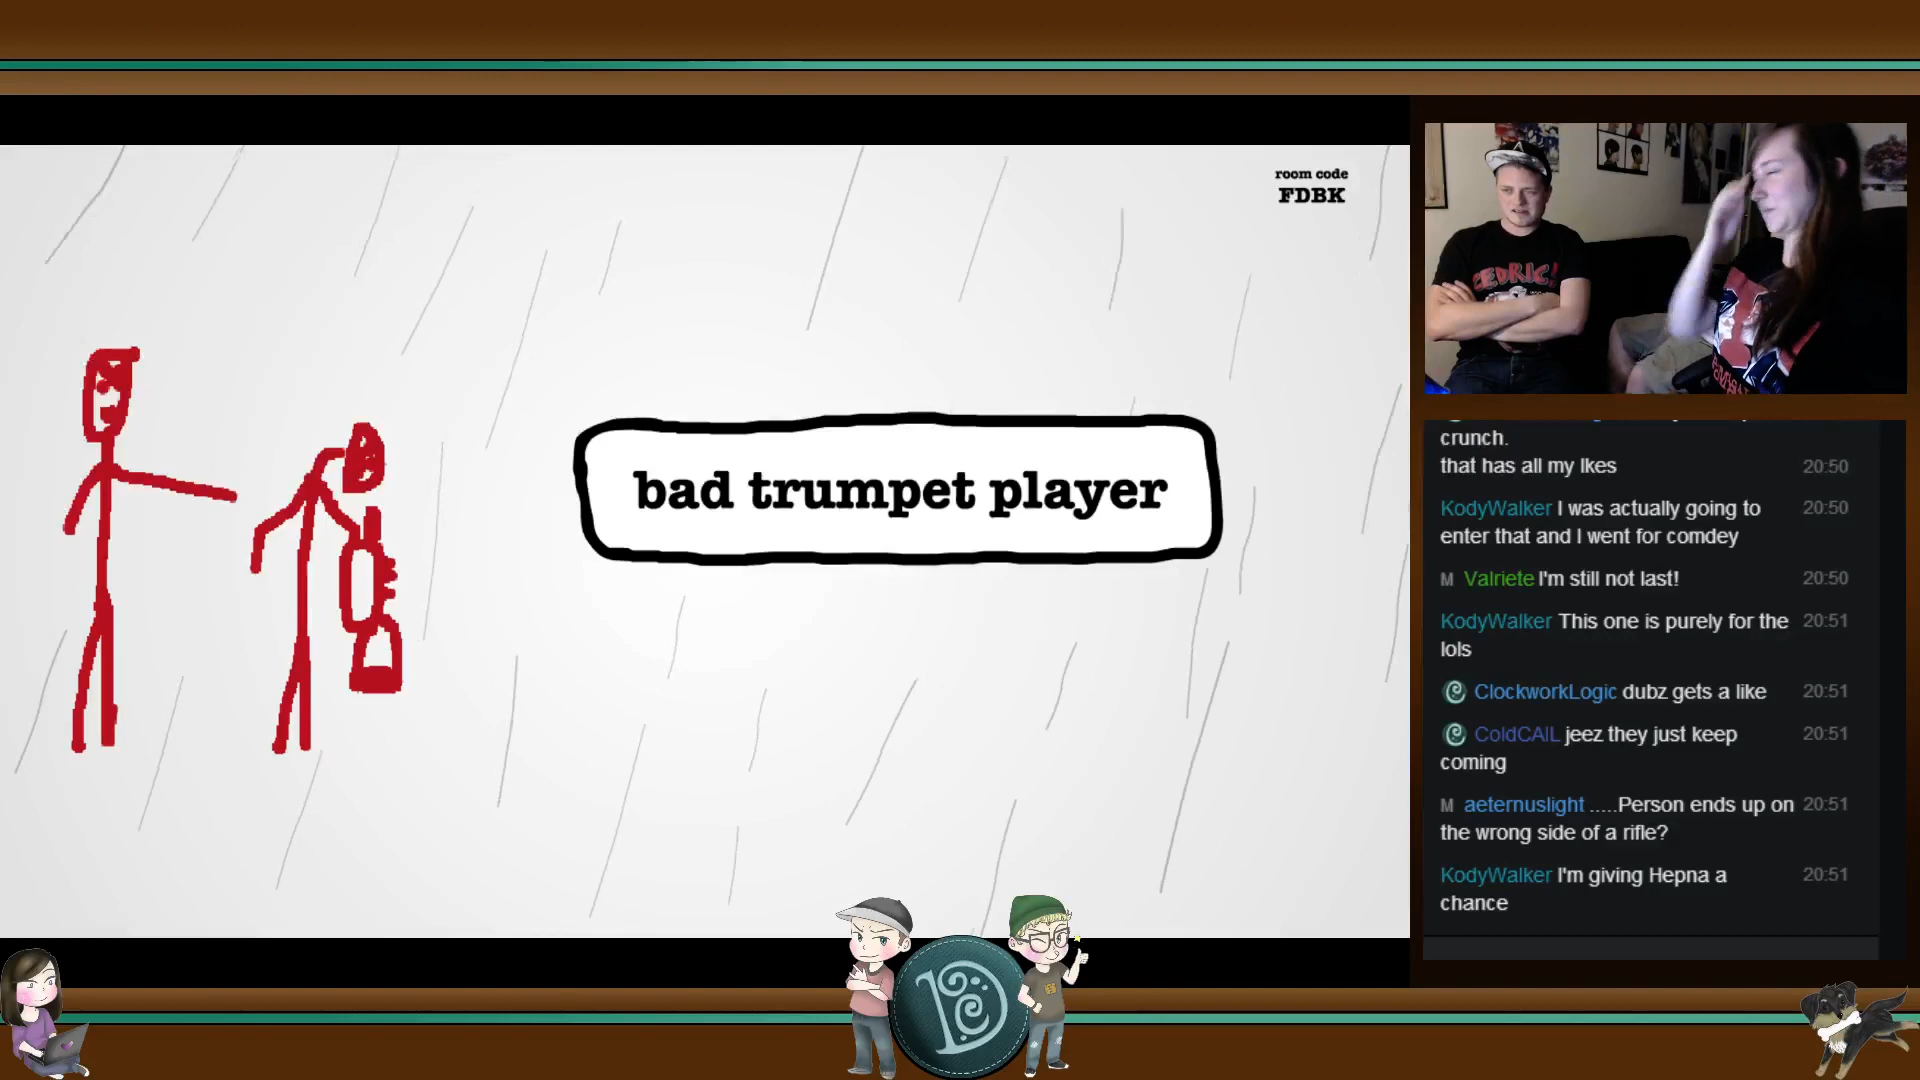 room code
FDBK
bad trumpet player
CEDRIC!
crunch.
that has all my lkes 20:50
KodyWalker I was actually going to 20:50
enter that and I went for comdey
M Valriete I'm still not last! 20:50
KodyWalker This one is purely for the 20:51
lols
ClockworkLogic dubz gets a like 20:51
ColdCAIL jeez they just keep 20:51
coming
M aeternuslight .....Person ends up on 20:51
the wrong side of a rifle?
KodyWalker I'm giving Hepna a 20:51
chance